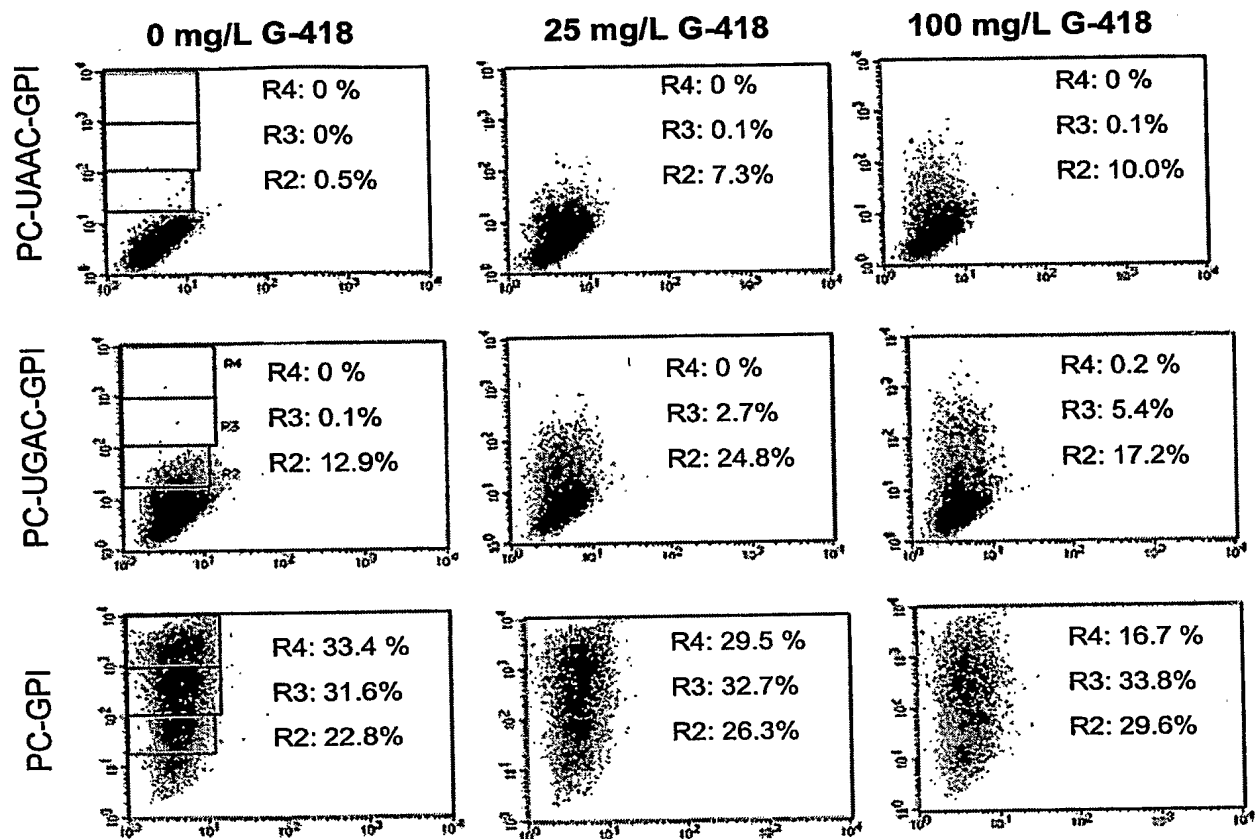 0 mg/L G-418
25 mg/L G-418
100 mg/L G-418
PC-UAAC-GPI
R4: 0 %
R3: 0%
R2: 0.5%
R4: 0 %
R3: 0.1%
R2: 7.3%
R4: 0 %
R3: 0.1%
R2: 10.0%
PC-UGAC-GPI
R4
R3
R2
R4: 0 %
R3: 0.1%
R2: 12.9%
R4: 0 %
R3: 2.7%
R2: 24.8%
R4: 0.2 %
R3: 5.4%
R2: 17.2%
PC-GPI
R4: 33.4 %
R3: 31.6%
R2: 22.8%
R4: 29.5 %
R3: 32.7%
R2: 26.3%
R4: 16.7 %
R3: 33.8%
R2: 29.6%